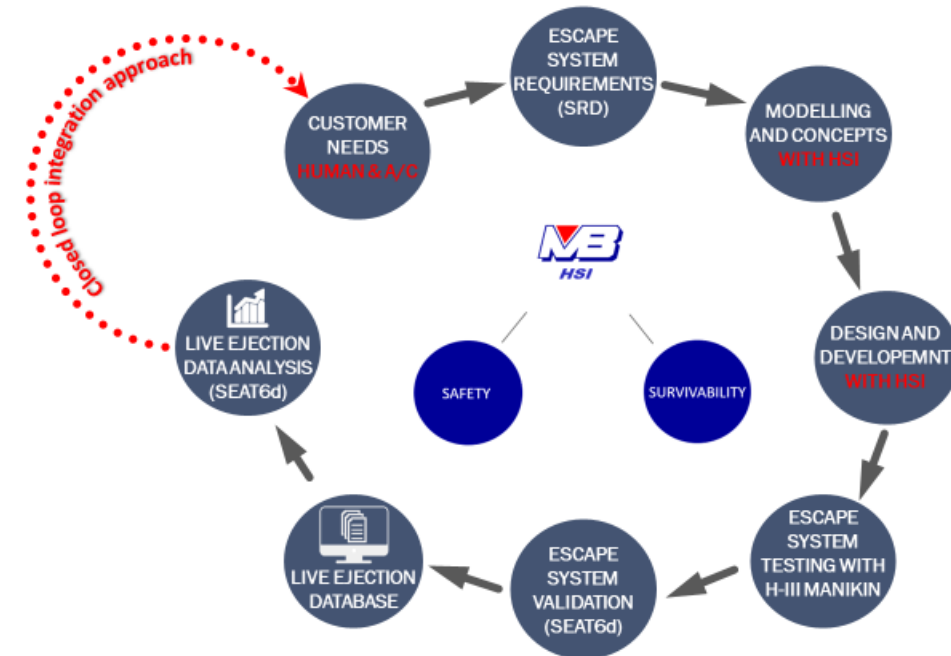 Closed loop integration approach
CUSTOMER
NEEDS
HUMAN & A/C
ESCAPE
SYSTEM
REQUIREMENTS
(SRD)
MODELLING
AND CONCEPTS
WITH HSI
DESIGN AND
DEVELOPEMNT
WITH HSI
ESCAPE
SYSTEM
TESTING WITH
H-III MANIKIN
ESCAPE
SYSTEM
VALIDATION
(SEAT6d)
LIVE EJECTION
DATABASE
LIVE EJECTION
DATA ANALYSIS
(SEAT6d)
MB
HSI
SAFETY
SURVIVABILITY